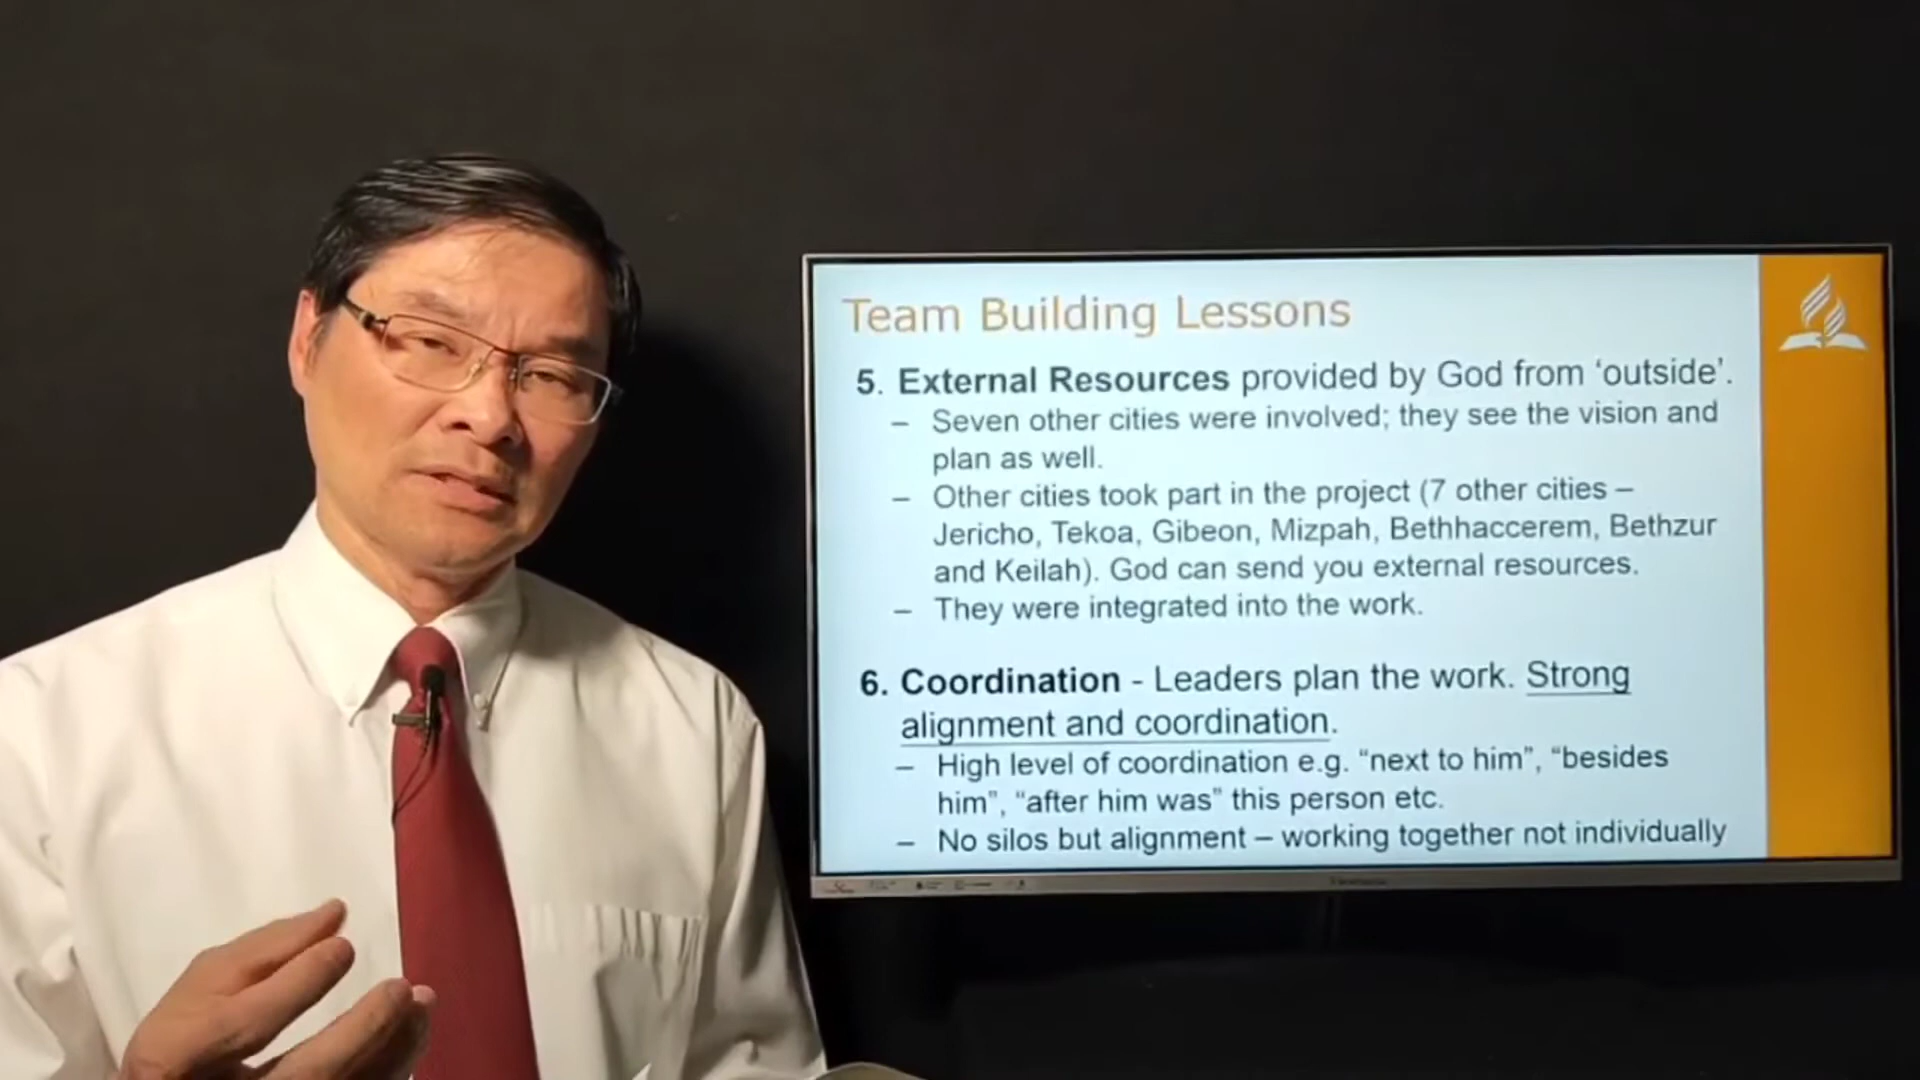 Team Building Lessons
5. External Resources provided by God from ‘outside’.
– Seven other cities were involved; they see the vision and
plan as well.
– Other cities took part in the project (7 other cities –
Jericho, Tekoa, Gibeon, Mizpah, Bethhaccerem, Bethzur
and Keilah). God can send you external resources.
– They were integrated into the work.
6. Coordination - Leaders plan the work. Strong
alignment and coordination.
– High level of coordination e.g. “next to him”, “besides
him”, “after him was” this person etc.
– No silos but alignment – working together not individually